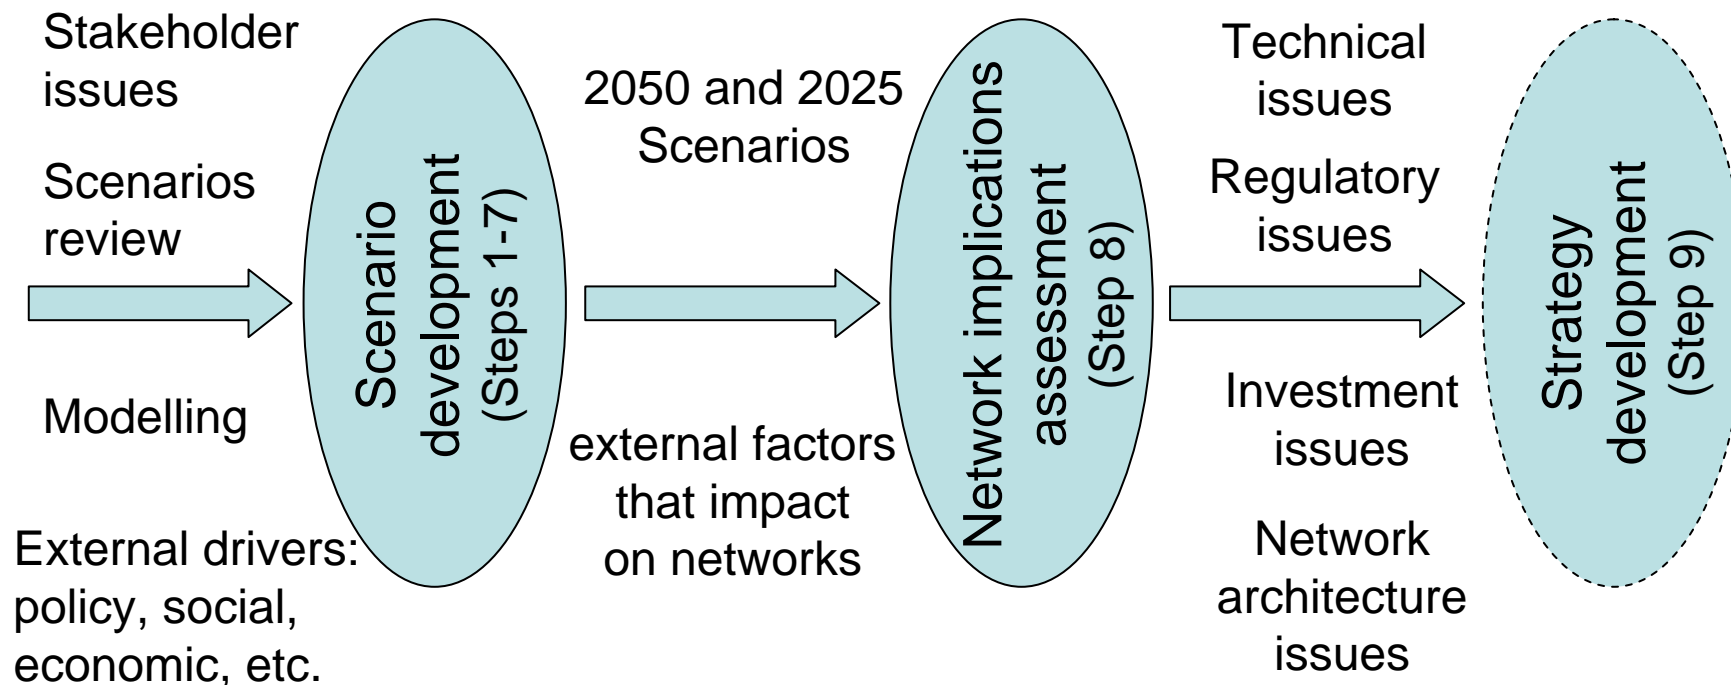 Stakeholder
issues
Scenarios
review
Modelling
External drivers:
policy, social,
economic, etc.
Scenario
development
(Steps 1-7)
2050 and 2025
Scenarios
external factors
that impact
on networks
Network implications
assessment
(Step 8)
Technical
issues
Regulatory
issues
Investment
issues
Network
architecture
issues
Strategy
development
(Step 9)